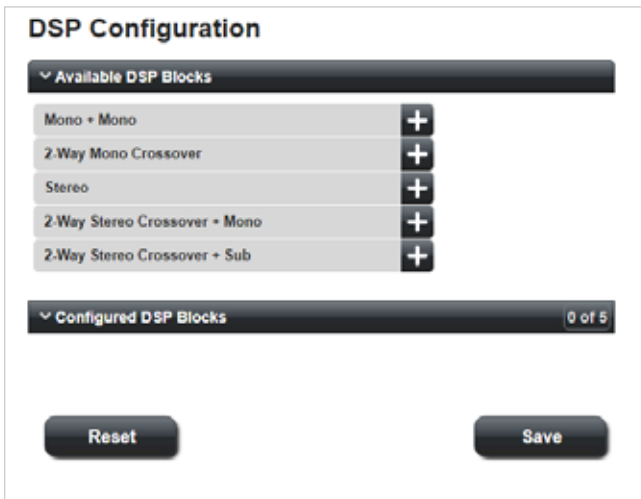 DSP Configuration
Available DSP Blocks
Mono + Mono
2-Way Mono Crossover
Stereo
2-Way Stereo Crossover + Mono
2-Way Stereo Crossover + Sub
Configured DSP Blocks 0 of 5
Reset Save